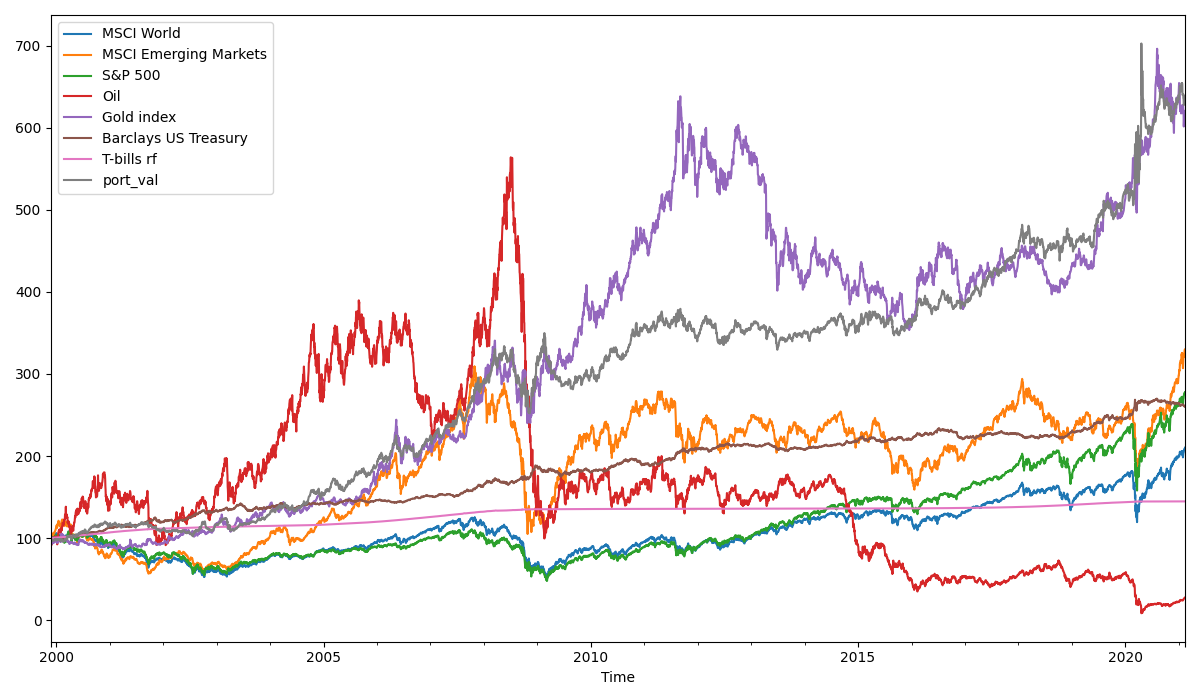 MSCI World
MSCI Emerging Markets
S&P 500
Oil
Gold index
Barclays US Treasury
T-bills rf
port_val
700
600
500
400
300
200
100
0
2000 2005 2010 2015 2020
Time